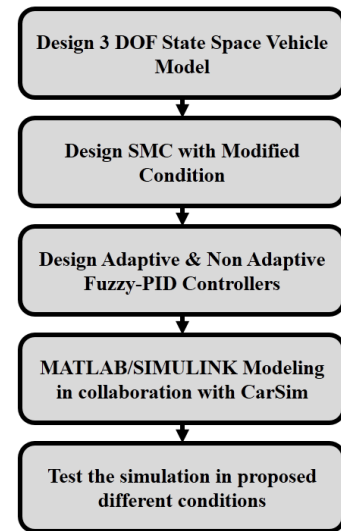 Design 3 DOF State Space Vehicle
Model
Design SMC with Modified
Condition
Design Adaptive & Non Adaptive
Fuzzy-PID Controllers
MATLAB/SIMULINK Modeling
in collaboration with CarSim
Test the simulation in proposed
different conditions